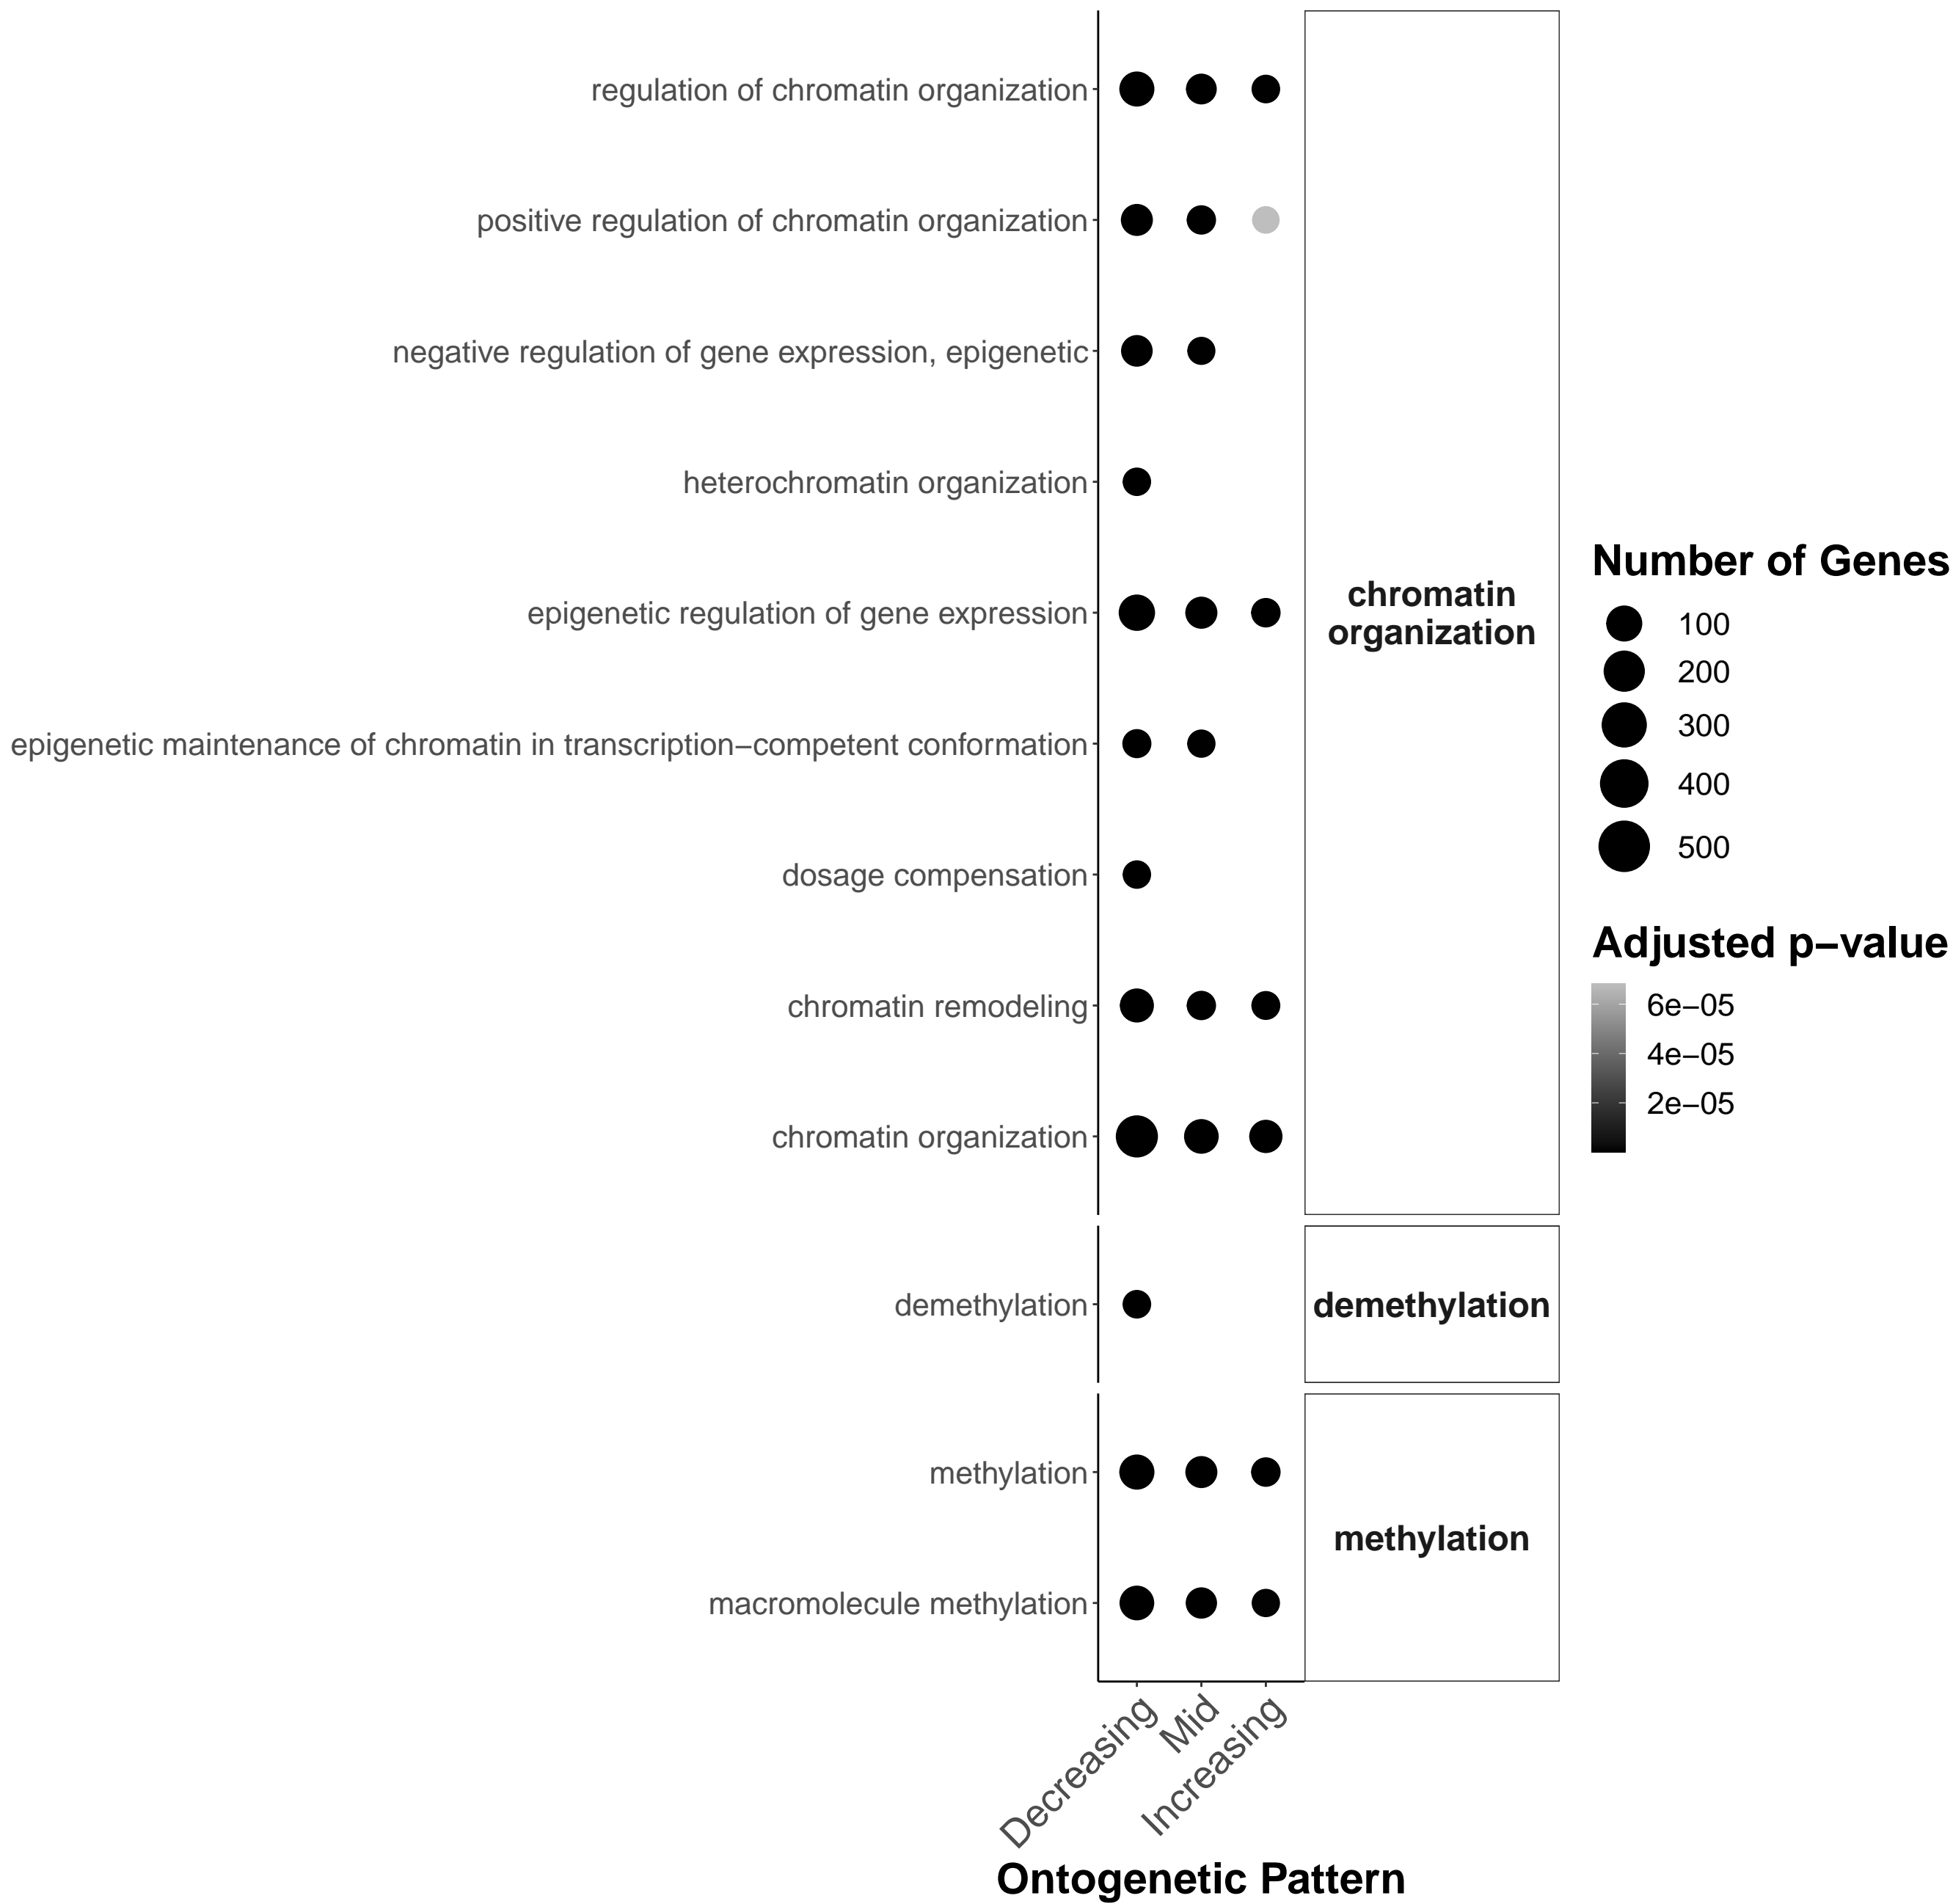 regulation of chromatin organization
positive regulation of chromatin organization
negative regulation of gene expression, epigenetic
heterochromatin organization
epigenetic regulation of gene expression
epigenetic maintenance of chromatin in transcription−competent conformation
dosage compensation
chromatin remodeling
chromatin organization
demethylation
methylation
macromolecule methylation
chromatin
organization
demethylation
methylation
Decreasing
Mid
Increasing
Ontogenetic Pattern
Number of Genes
100
200
300
400
500
Adjusted p−value
6e−05
4e−05
2e−05